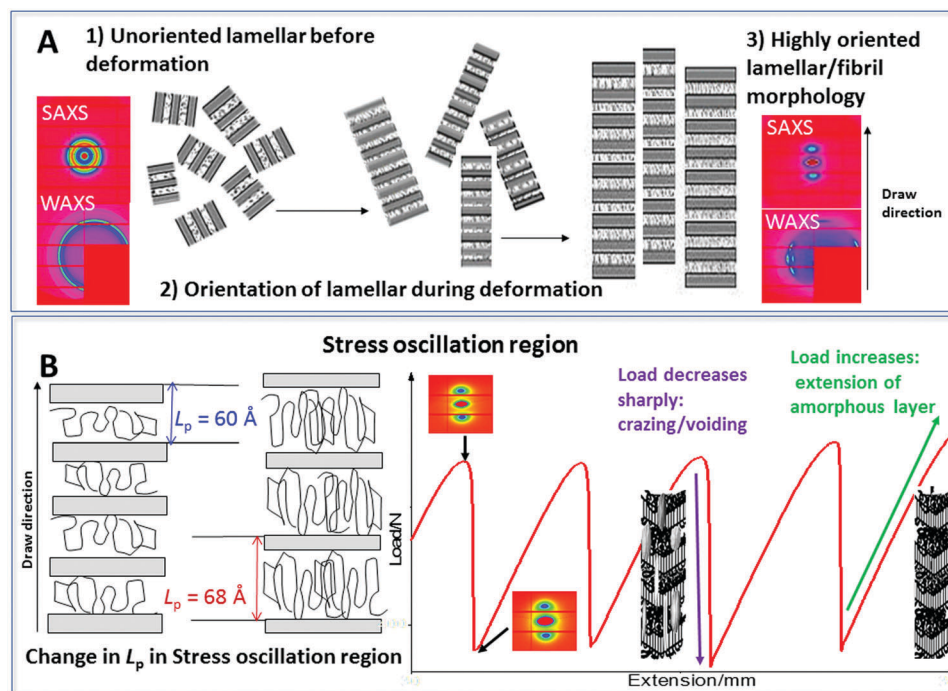 A
1) Unoriented lamellar before
deformation
3) Highly oriented
lamellar/fibril
morphology
SAXS
WAXS
SAXS
WAXS
Draw
direction
2) Orientation of lamellar during deformation
B
Stress oscillation region
Draw direction
Lp = 60 Å
Lp = 68 Å
Change in Lp in Stress oscillation region
Load decreases
sharply:
crazing/voiding
Load increases:
extension of
amorphous layer
Load/N
Extension/mm